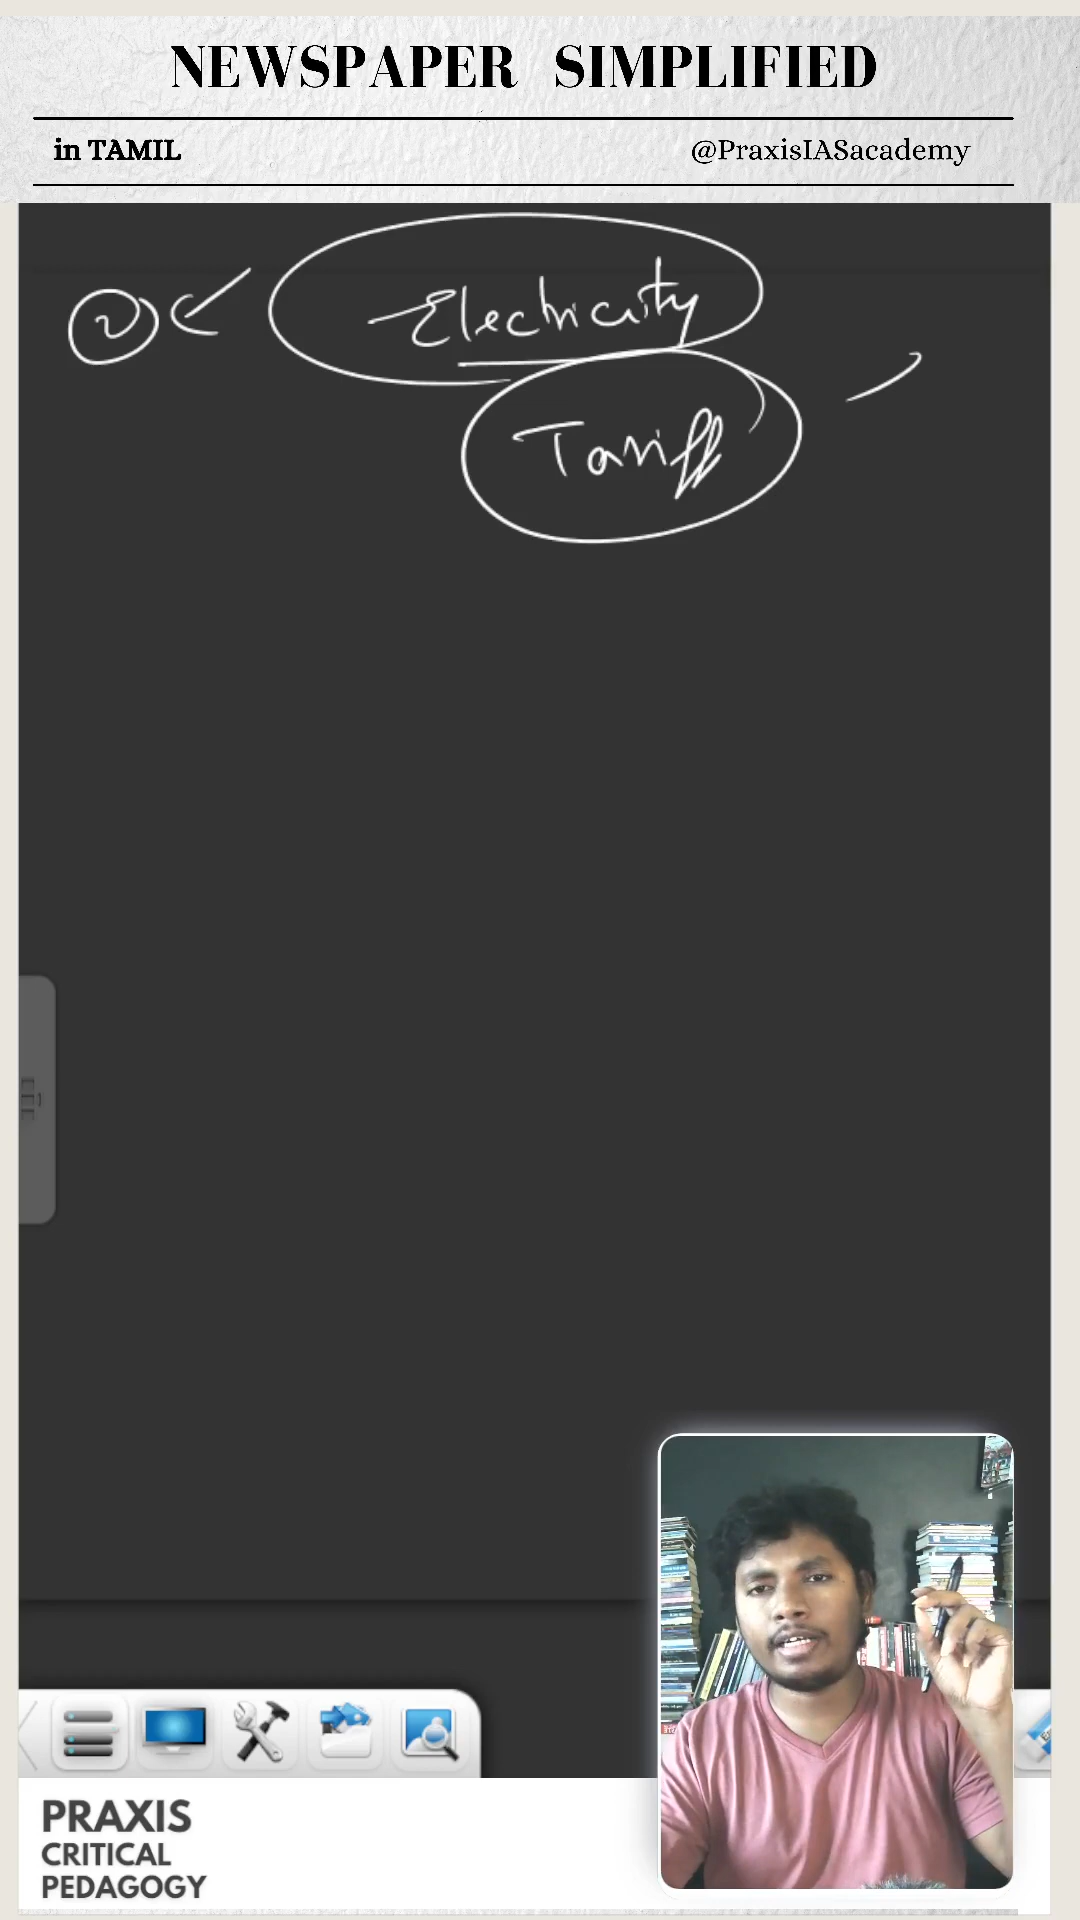 NEWSPAPER SIMPLIFIED
in TAMIL
@PraxisIASacademy
2
Electricity
Tariff
PRAXIS
CRITICAL
PEDAGOGY